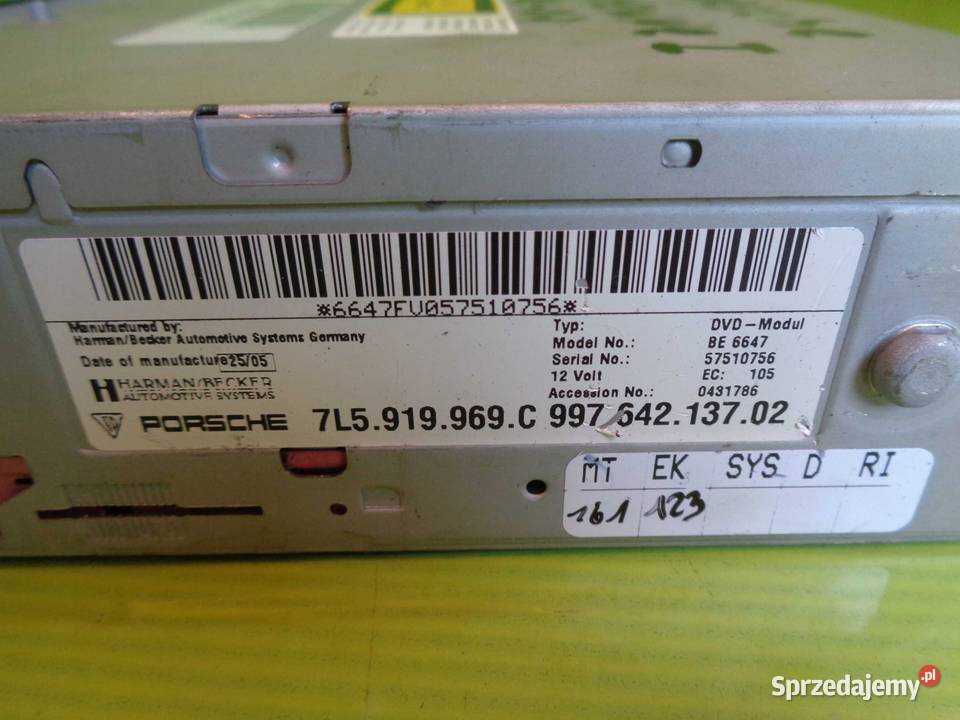 *6647FV057510756*
Manufactured by:
Harman/Becker Automotive Systems Germany
Date of manufacture 25/05
HARMAN/BECKER
AUTOMOTIVE SYSTEMS
Typ: DVD-Modul
Model No.: BE 6647
Serial No.: 57510756
12 Volt EC: 105
Accession No.: 0431786
PORSCHE 7L5.919.969.C 997.642.137.02
MT EK SYS D RI
161 123
Sprzedajemy.pl